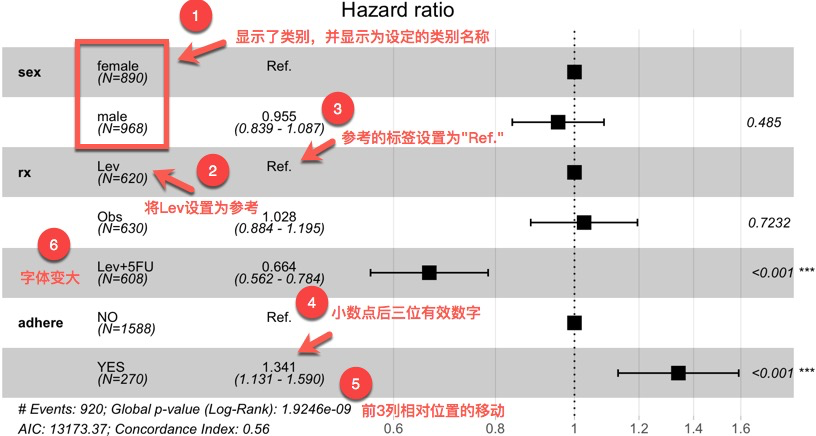 Hazard ratio
1
显示了类别，并显示为设定的类别名称
sex
female
(N=890)
Ref.
male
(N=968)
0.955
(0.839 - 1.087)
3
0.485
参考的标签设置为"Ref."
rx
Lev
(N=620)
2
Ref.
将Lev设置为参考
Obs
(N=630)
1.028
(0.884 - 1.195)
0.7232
6
字体变大
Lev+5FU
(N=608)
0.664
(0.562 - 0.784)
<0.001 ***
4
小数点后三位有效数字
adhere
NO
(N=1588)
Ref.
YES
(N=270)
1.341
(1.131 - 1.590)
<0.001 ***
5
前3列相对位置的移动
# Events: 920; Global p-value (Log-Rank): 1.9246e-09
AIC: 13173.37; Concordance Index: 0.56
0.6 0.8 1 1.2 1.4 1.6